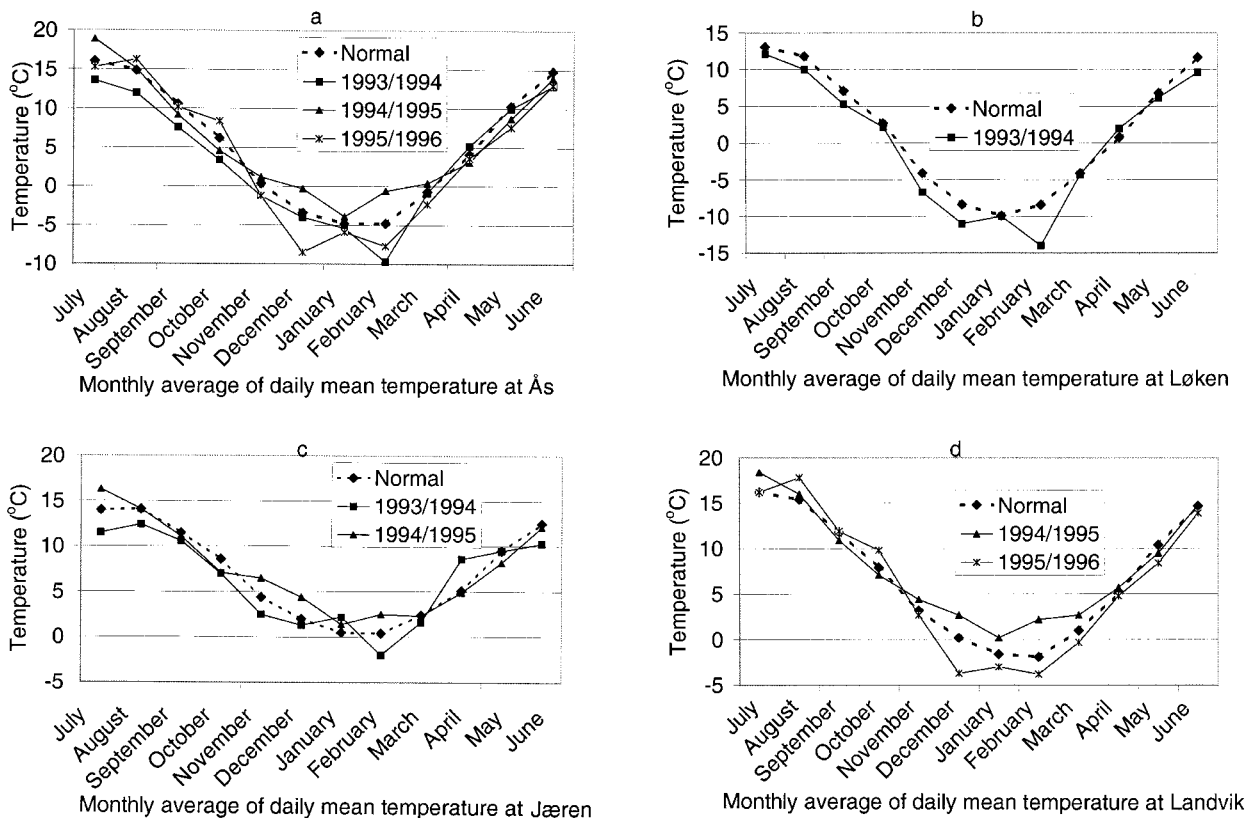 a
20
15
10
5
0
-5
-10
Temperature (°C)
Normal
1993/1994
1994/1995
1995/1996
July
August
September
October
November
December
January
February
March
April
May
June
Monthly average of daily mean temperature at Ås
b
15
10
5
0
-5
-10
-15
Temperature (°C)
Normal
1993/1994
July
August
September
October
November
December
January
February
March
April
May
June
Monthly average of daily mean temperature at Løken
c
20
15
10
5
0
-5
Temperature (°C)
Normal
1993/1994
1994/1995
July
August
September
October
November
December
January
February
March
April
May
June
Monthly average of daily mean temperature at Jæren
d
20
15
10
5
0
-5
Temperature (°C)
Normal
1994/1995
1995/1996
July
August
September
October
November
December
January
February
March
April
May
June
Monthly average of daily mean temperature at Landvik